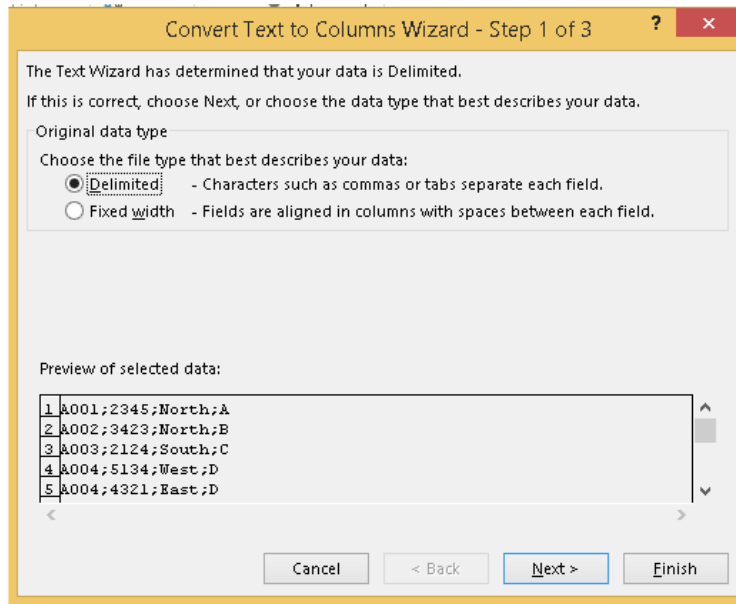 Convert Text to Columns Wizard - Step 1 of 3 ? ×
The Text Wizard has determined that your data is Delimited.
If this is correct, choose Next, or choose the data type that best describes your data.
Original data type
Choose the file type that best describes your data:
Delimited - Characters such as commas or tabs separate each field.
Fixed width - Fields are aligned in columns with spaces between each field.
Preview of selected data:
1 A001;2345;North;A
2 A002;3423;North;B
3 A003;2124;South;C
4 A004;5134;West;D
5 A004;4321;East;D
Cancel < Back Next > Finish